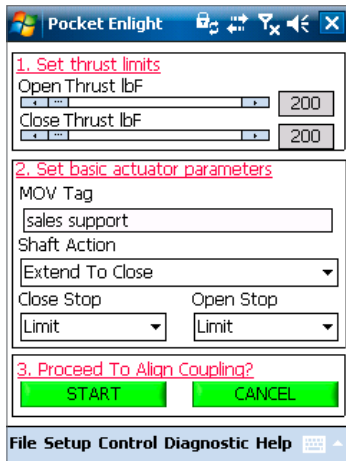 Pocket Enlight
1. Set thrust limits
Open Thrust lbF
200
Close Thrust lbF
200
2. Set basic actuator parameters
MOV Tag
sales support
Shaft Action
Extend To Close
Close Stop Open Stop
Limit Limit
3. Proceed To Align Coupling?
START CANCEL
File Setup Control Diagnostic Help